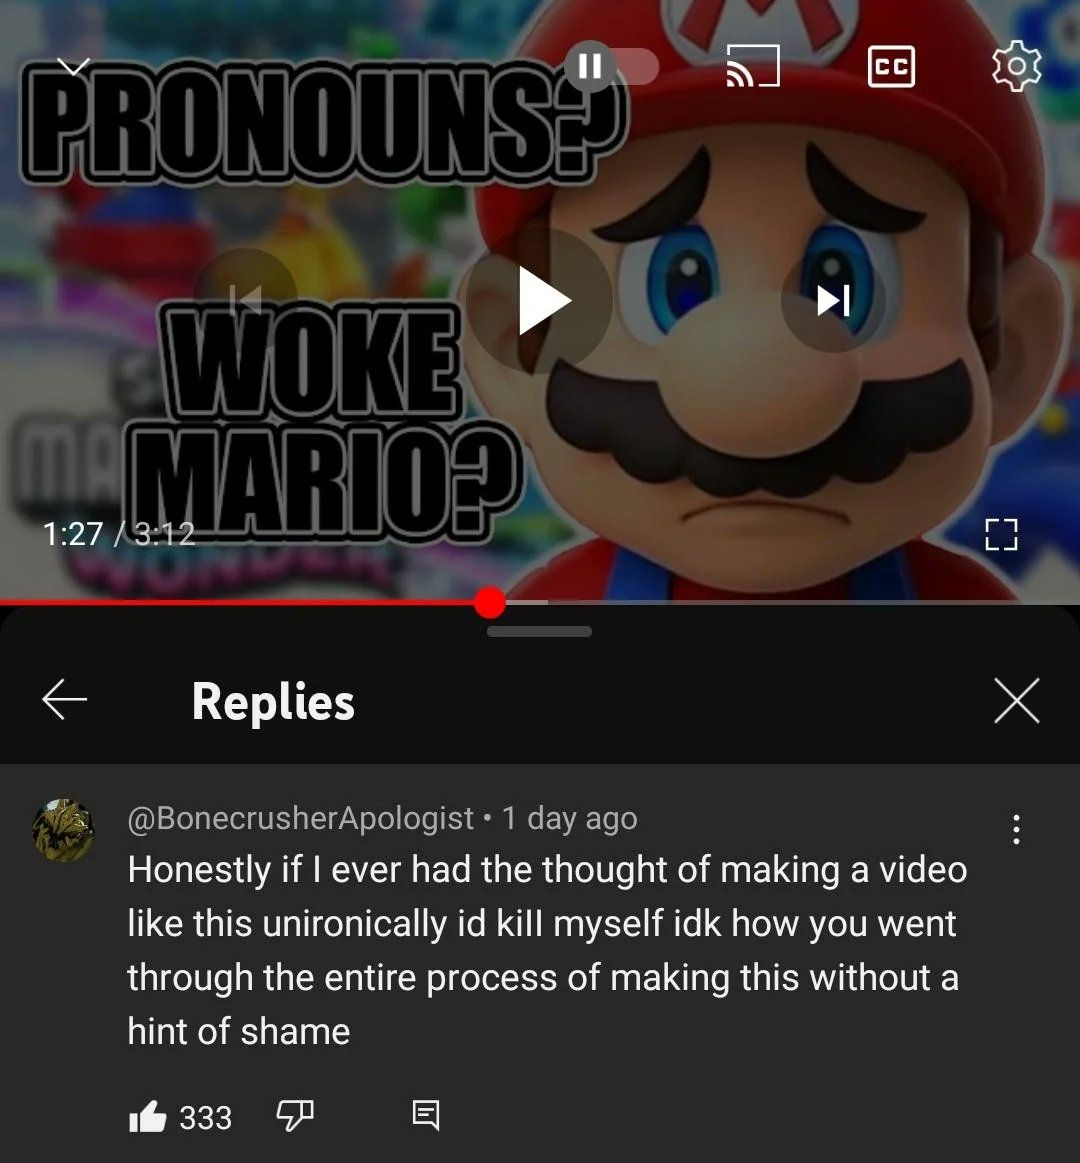 M
CC
PRONOUNS?
WOKE
MARIO?
WONDER
1:27 / 3:12
Replies
@BonecrusherApologist • 1 day ago
Honestly if I ever had the thought of making a video
like this unironically id kill myself idk how you went
through the entire process of making this without a
hint of shame
333